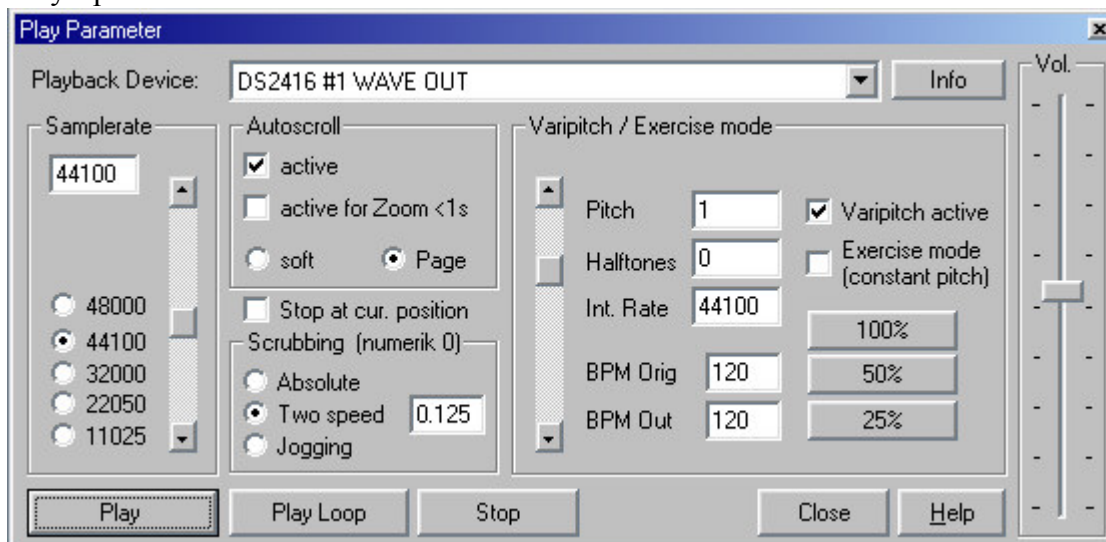 Play Parameter
Playback Device:
DS2416 #1 WAVE OUT
Info
Vol.
Samplerate
44100
48000
44100
32000
22050
11025
Autoscroll
active
active for Zoom <1s
soft
Page
Stop at cur. position
Scrubbing (numerik 0)
Absolute
Two speed
0.125
Jogging
Varipitch / Exercise mode
Pitch
1
Varipitch active
Halftones
0
Exercise mode
(constant pitch)
Int. Rate
44100
100%
BPM Orig
120
50%
BPM Out
120
25%
Play
Play Loop
Stop
Close
Help